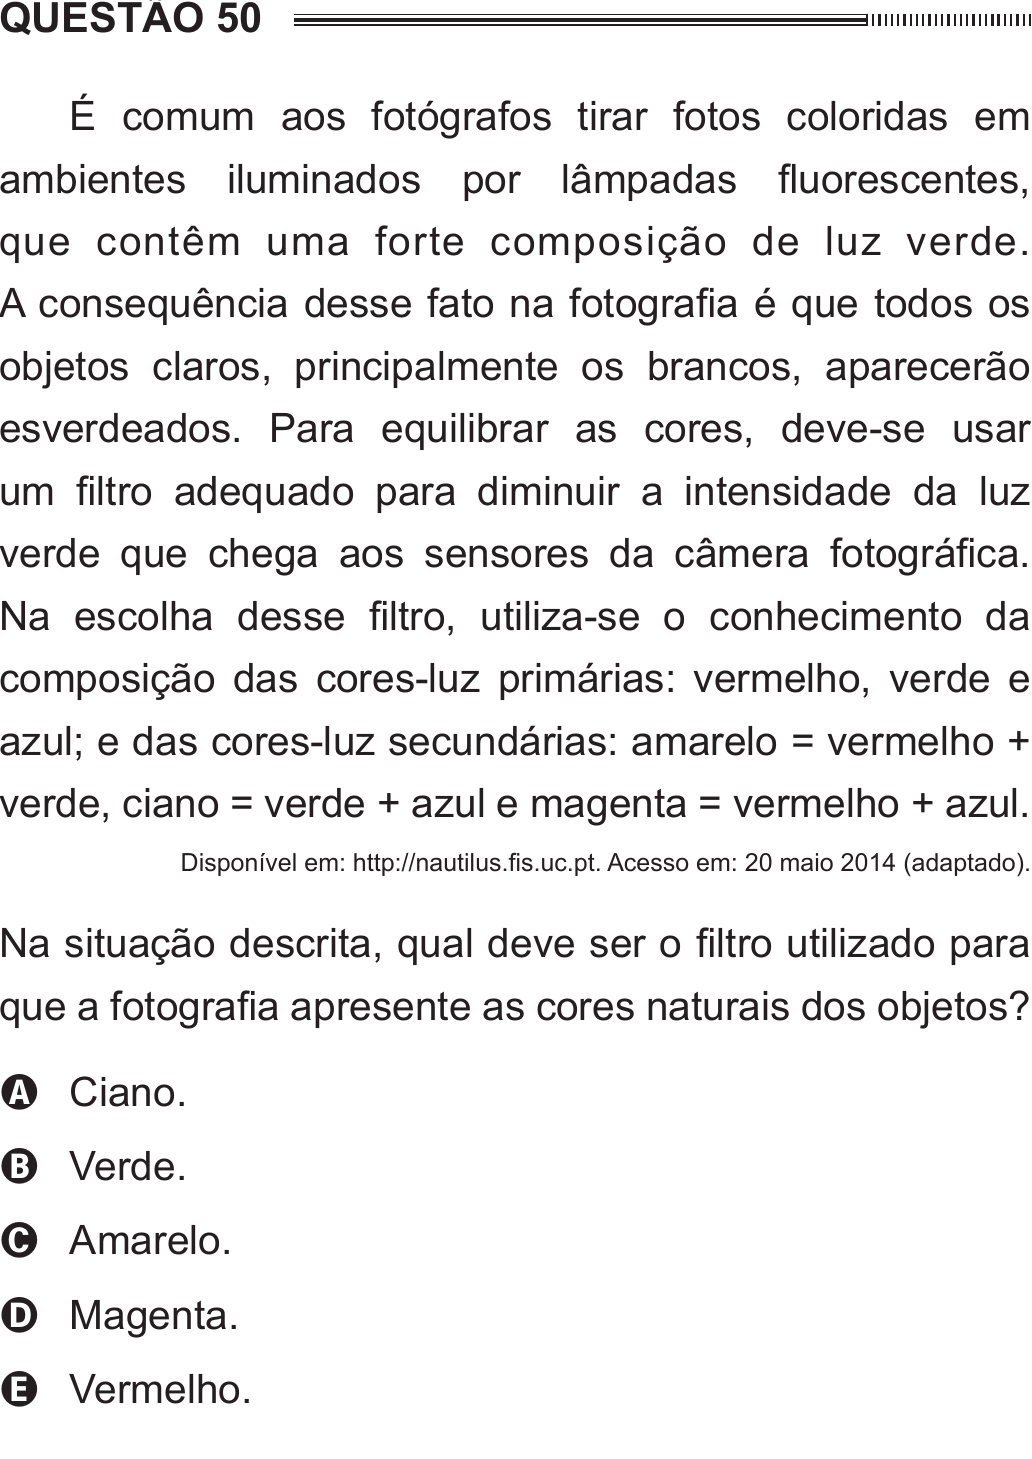 QUESTÃO 50
É comum aos fotógrafos tirar fotos coloridas em
ambientes iluminados por lâmpadas fluorescentes,
que contêm uma forte composição de luz verde.
A consequência desse fato na fotografia é que todos os
objetos claros, principalmente os brancos, aparecerão
esverdeados. Para equilibrar as cores, deve-se usar
um filtro adequado para diminuir a intensidade da luz
verde que chega aos sensores da câmera fotográfica.
Na escolha desse filtro, utiliza-se o conhecimento da
composição das cores-luz primárias: vermelho, verde e
azul; e das cores-luz secundárias: amarelo = vermelho +
verde, ciano = verde + azul e magenta = vermelho + azul.
Disponível em: http://nautilus.fis.uc.pt. Acesso em: 20 maio 2014 (adaptado).
Na situação descrita, qual deve ser o filtro utilizado para
que a fotografia apresente as cores naturais dos objetos?
A Ciano.
B Verde.
C Amarelo.
D Magenta.
E Vermelho.